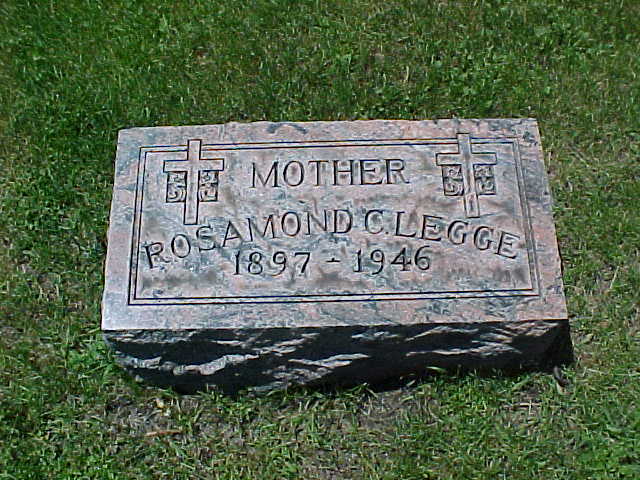 MOTHER
ROSAMOND C. LEGGE
1897 - 1946